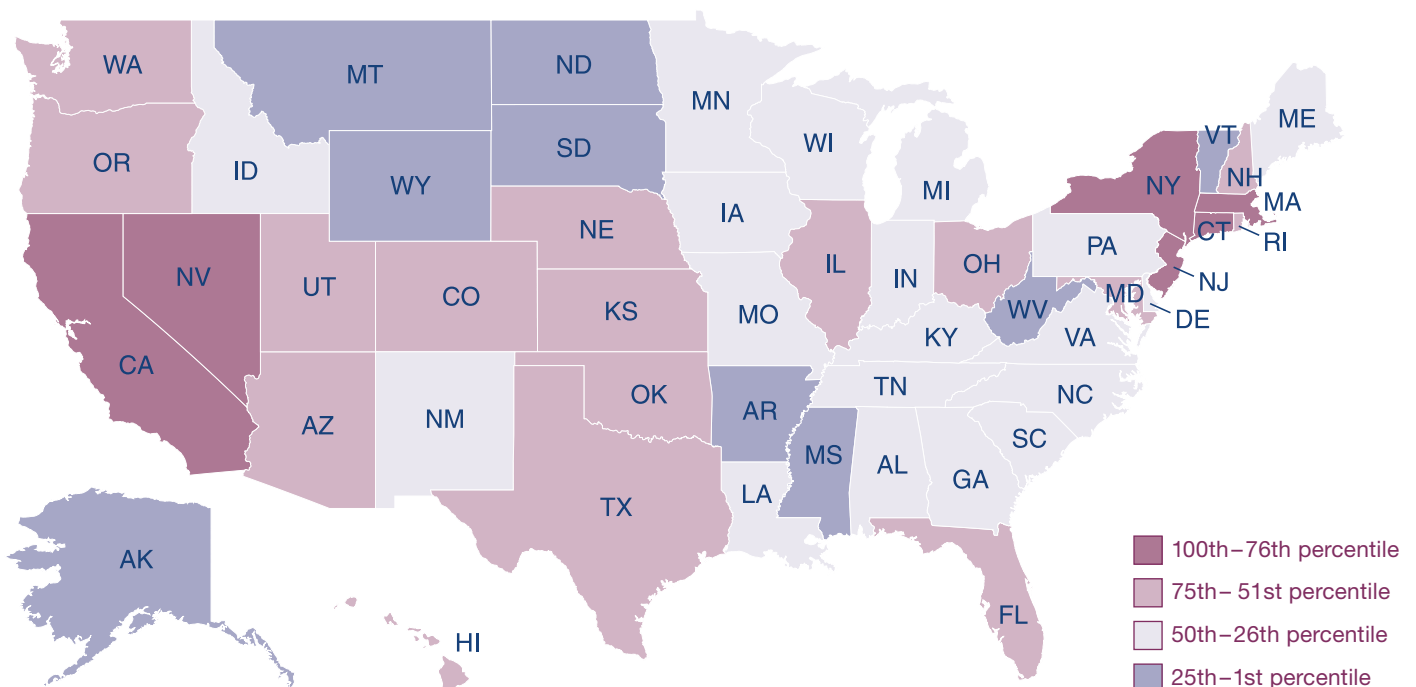 WA
MT
ND
MN
ME
VT
OR
ID
WY
SD
WI
MI
NY
NH
MA
IA
NE
CT
RI
PA
NV
UT
CO
IL
IN
OH
NJ
MD
DE
KS
MO
WV
KY
VA
CA
TN
NC
AZ
NM
OK
AR
SC
MS
AL
GA
LA
TX
AK
FL
HI
100th–76th percentile
75th–51st percentile
50th–26th percentile
25th–1st percentile